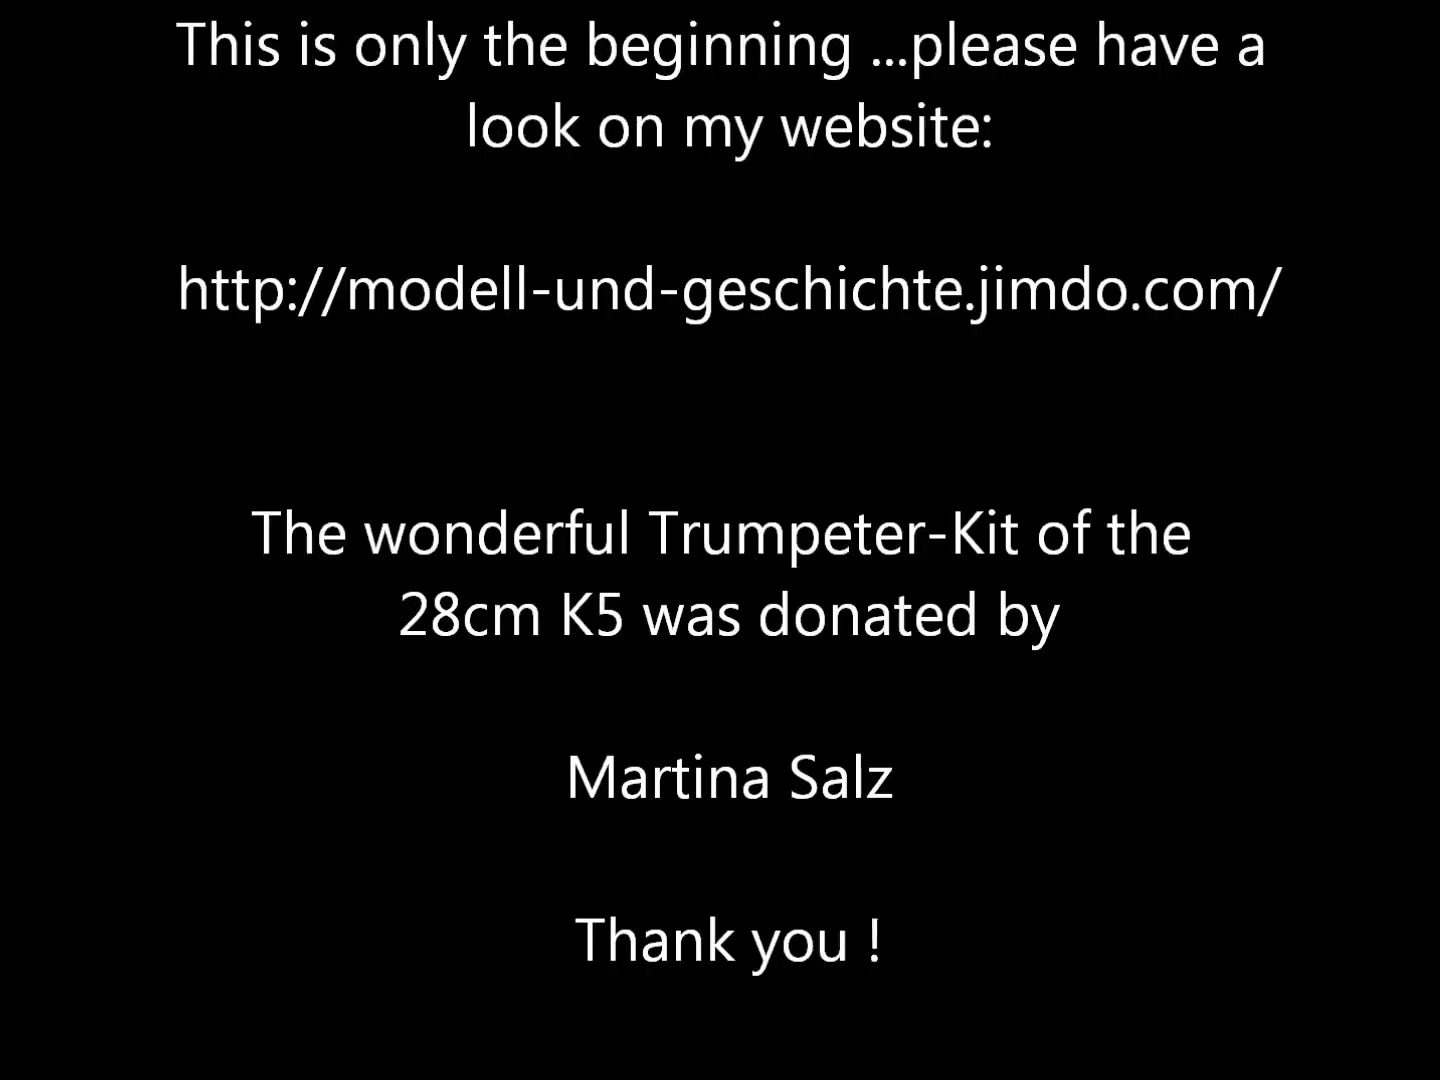 This is only the beginning ...please have a
look on my website:
http://modell-und-geschichte.jimdo.com/
The wonderful Trumpeter-Kit of the
28cm K5 was donated by
Martina Salz
Thank you !